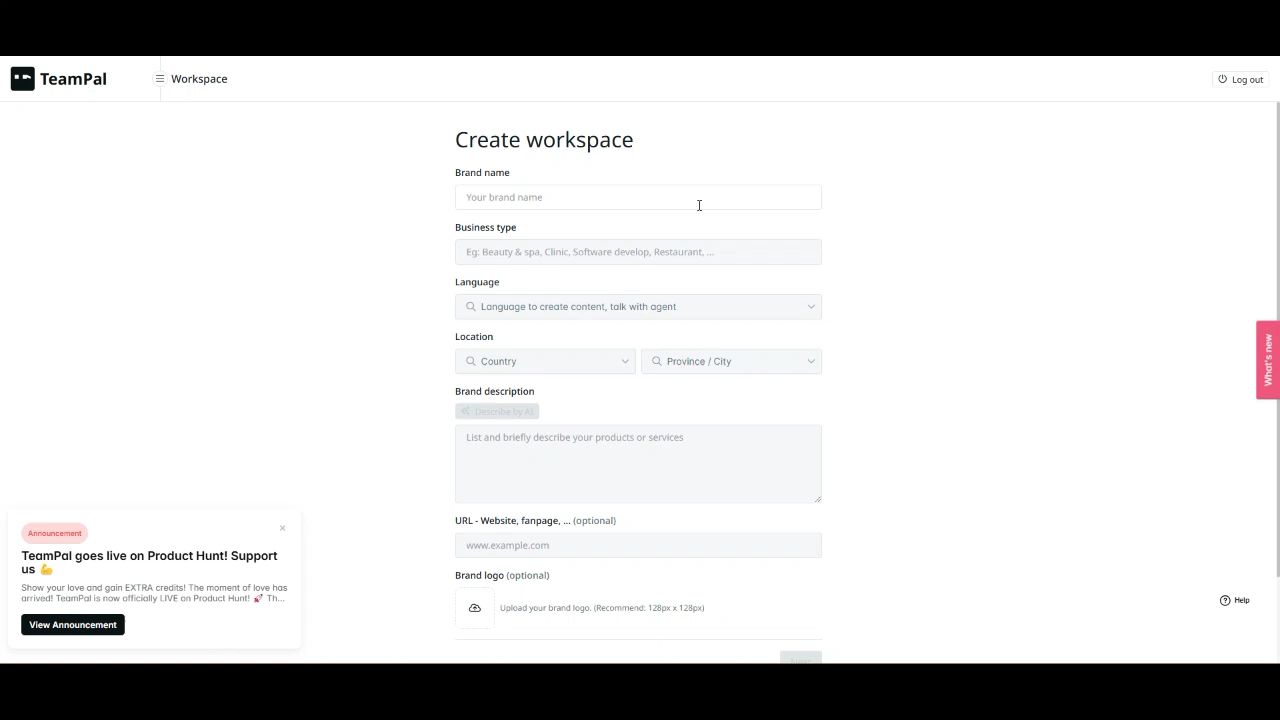 TeamPal
Workspace
Log out
Create workspace
Brand name
Your brand name
Business type
Eg: Beauty & spa, Clinic, Software develop, Restaurant, ...
Language
Language to create content, talk with agent
Location
Country
Province / City
Brand description
Describe by AI
List and briefly describe your products or services
URL - Website, fanpage, ... (optional)
www.example.com
Brand logo (optional)
Upload your brand logo. (Recommend: 128px x 128px)
What's new
Help
Announcement
TeamPal goes live on Product Hunt! Support
us 💪
Show your love and gain EXTRA credits! The moment of love has
arrived! TeamPal is now officially LIVE on Product Hunt! 🚀 Th...
View Announcement